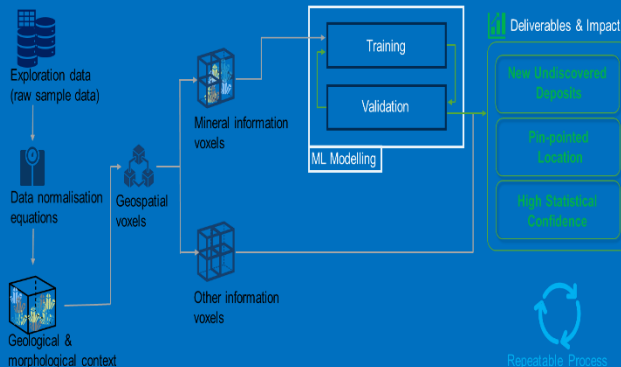 Exploration data
(raw sample data)
Data normalisation
equations
Geological &
morphological context
Geospatial
voxels
Mineral information
voxels
Other information
voxels
Training
Validation
ML Modelling
Deliverables & Impact
New Undiscovered
Deposits
Pin-pointed
Location
High Statistical
Confidence
Repeatable Process